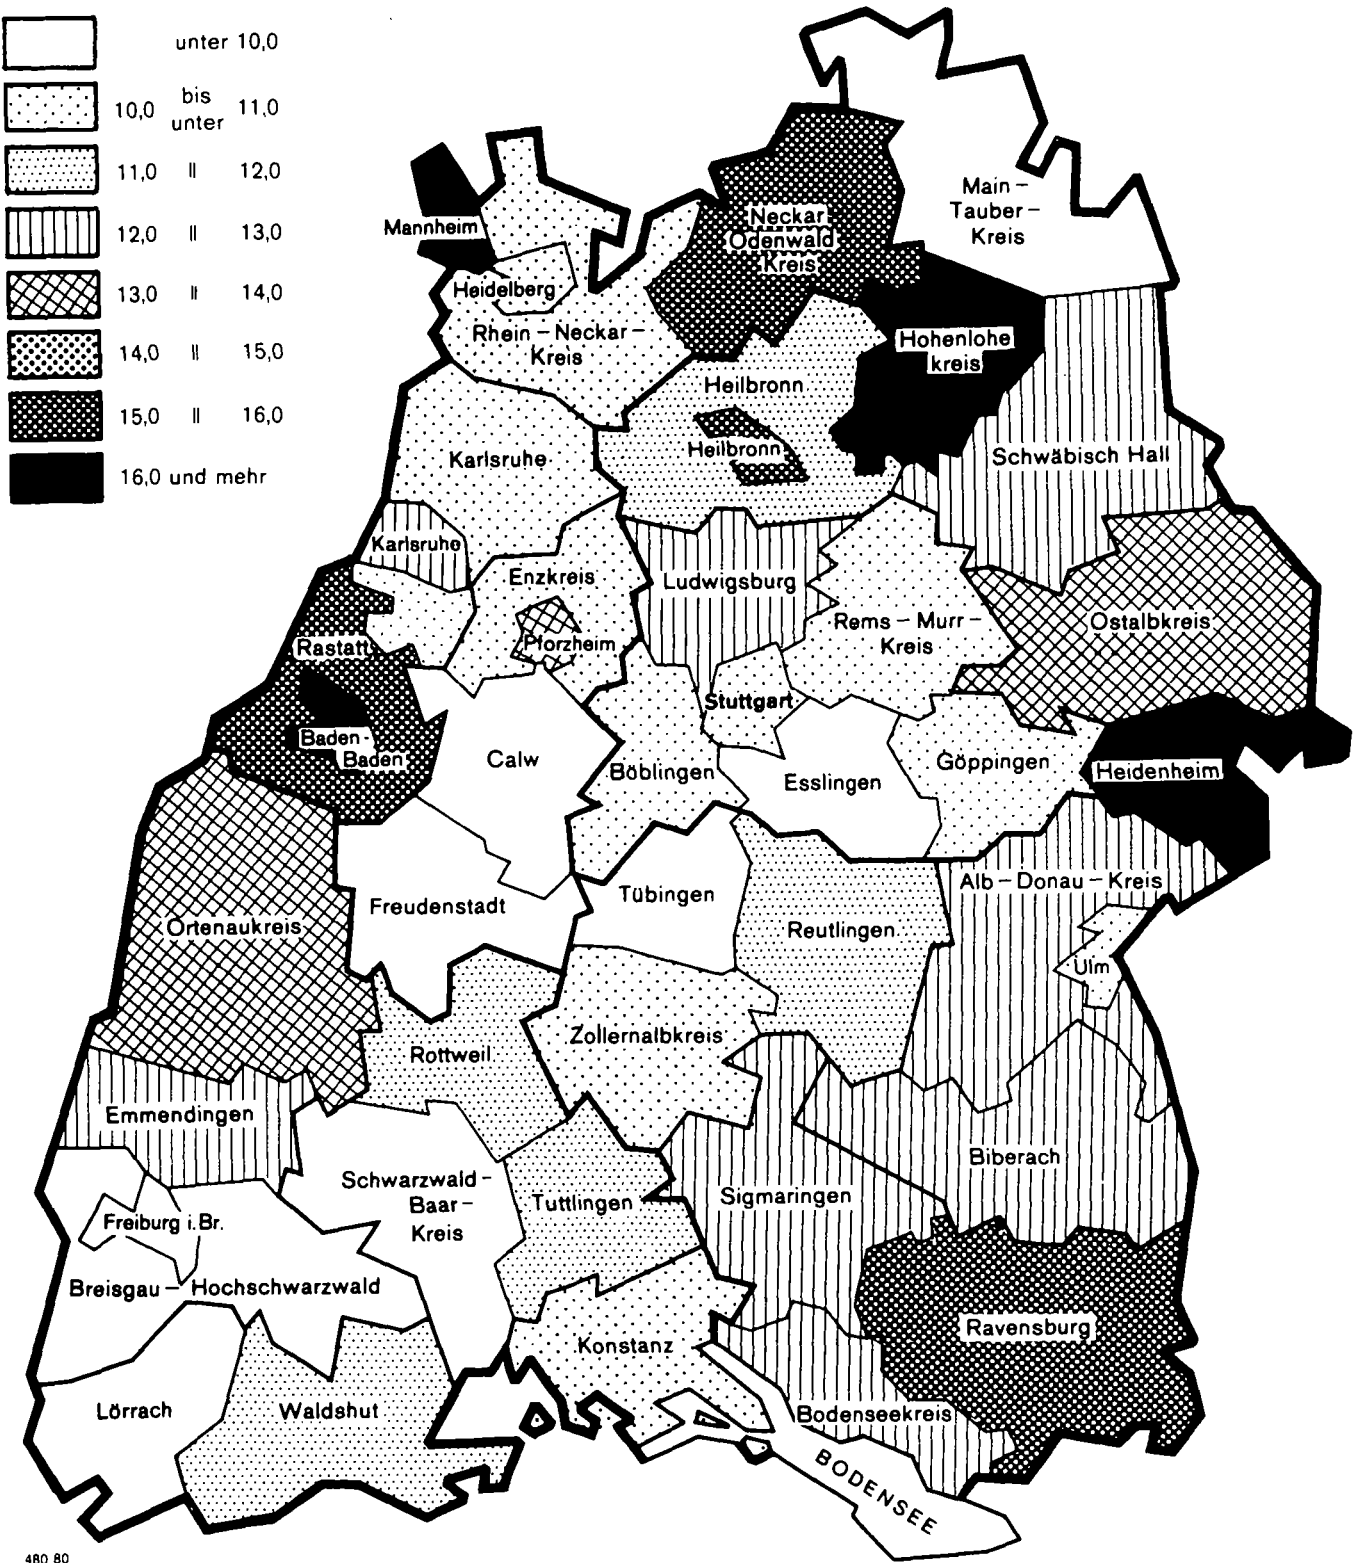 unter 10,0
10,0 bis unter 11,0
11,0 " 12,0
12,0 " 13,0
13,0 " 14,0
14,0 " 15,0
15,0 " 16,0
16,0 und mehr
Main-
Tauber-
Kreis
Neckar
Odenwald
Kreis
Mannheim
Heidelberg
Rhein-Neckar-
Kreis
Hohenlohe
kreis
Heilbronn
Heilbronn
Karlsruhe
Schwäbisch Hall
Karlsruhe
Enzkreis
Ludwigsburg
Pforzheim
Rems-Murr-
Kreis
Ostalbkreis
Rastatt
Stuttgart
Baden-
Baden
Calw
Böblingen
Esslingen
Göppingen
Heidenheim
Freudenstadt
Tübingen
Alb-Donau-Kreis
Ortenaukreis
Reutlingen
Ulm
Rottweil
Zollernalbkreis
Emmendingen
Biberach
Schwarzwald-
Baar-
Kreis
Tuttlingen
Sigmaringen
Freiburg i.Br.
Breisgau-Hochschwarzwald
Konstanz
Ravensburg
Lörrach
Waldshut
Bodenseekreis
BODENSEE
480 80